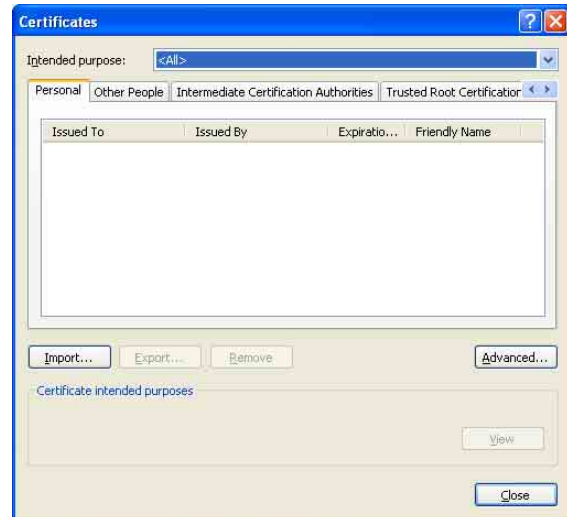 Certificates
Intended purpose: <All>
Personal Other People Intermediate Certification Authorities Trusted Root Certification
Issued To Issued By Expiratio... Friendly Name
Import... Export... Remove Advanced...
Certificate intended purposes
View
Close